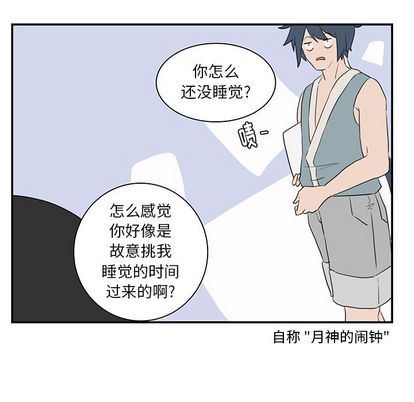 你怎么
还没睡觉?
啧-
怎么感觉
你好像是
故意挑我
睡觉的时间
过来的啊?
自称 "月神的闹钟"